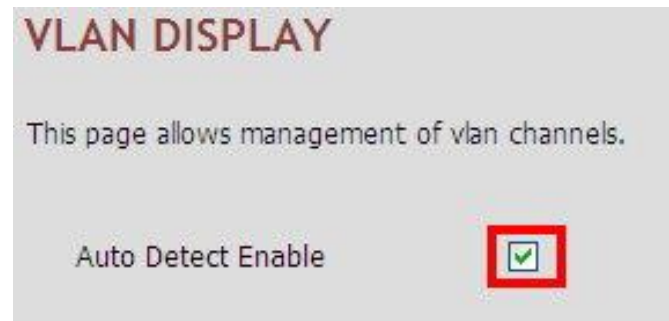 VLAN DISPLAY
This page allows management of vlan channels.
Auto Detect Enable